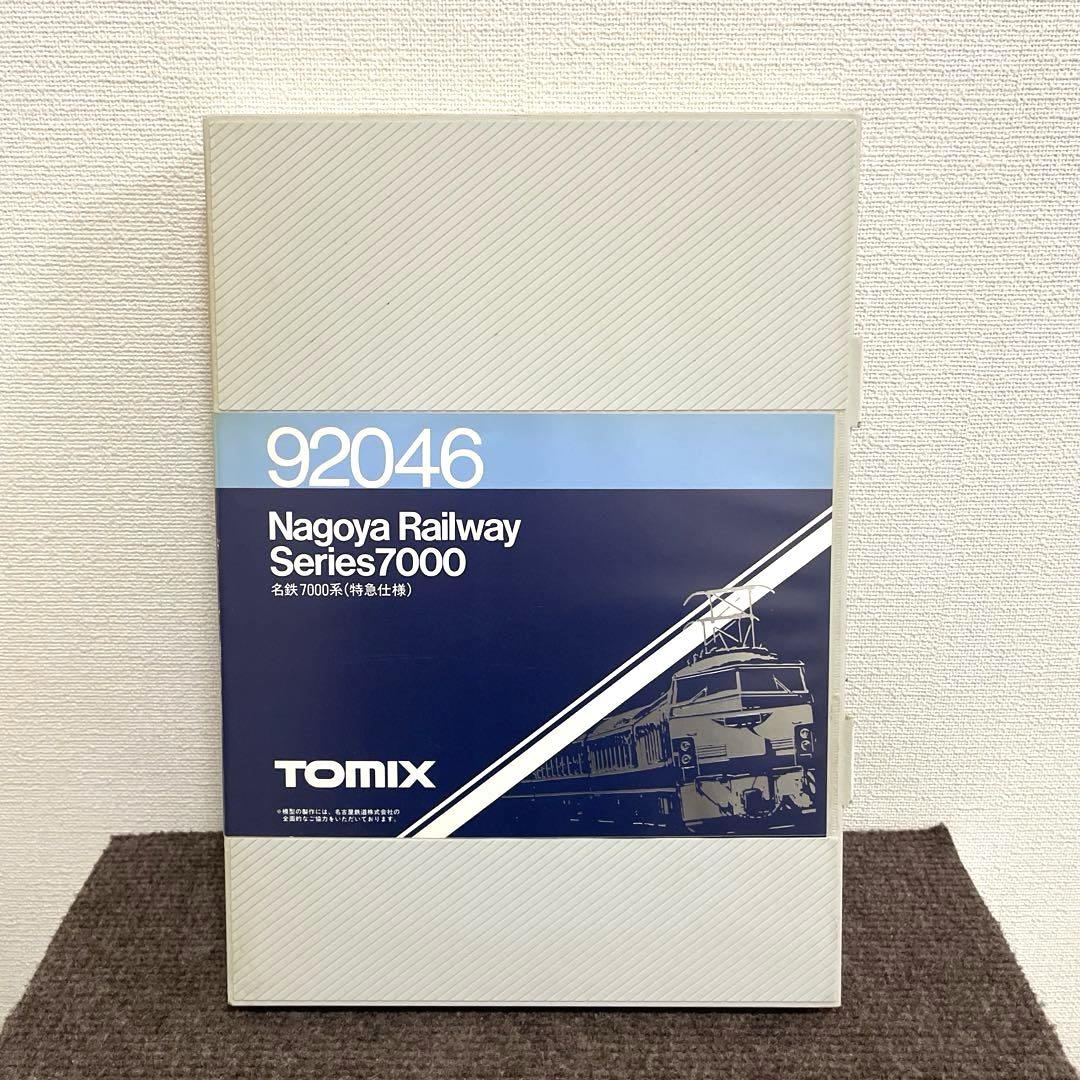 92046
Nagoya Railway
Series7000
名鉄7000系(特急仕様)
TOMIX
※模型の製作には、名古屋鉄道株式会社の
全面的なご協力をいただいております。